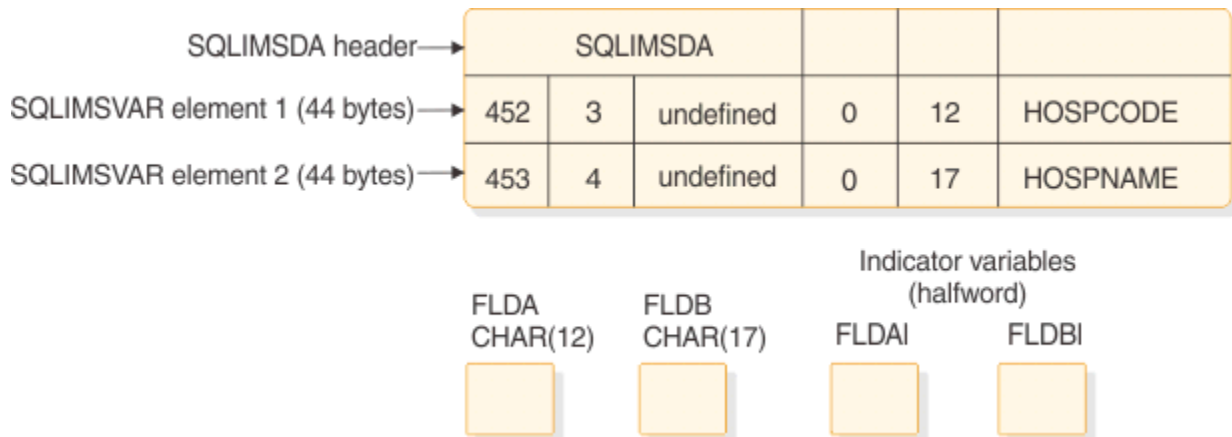 SQLIMSDA header
SQLIMSDA
SQLIMSVAR element 1 (44 bytes)
452 3 undefined 0 12 HOSPCODE
SQLIMSVAR element 2 (44 bytes)
453 4 undefined 0 17 HOSPNAME
Indicator variables
(halfword)
FLDA
CHAR(12)
FLDB
CHAR(17)
FLDAI
FLDBI